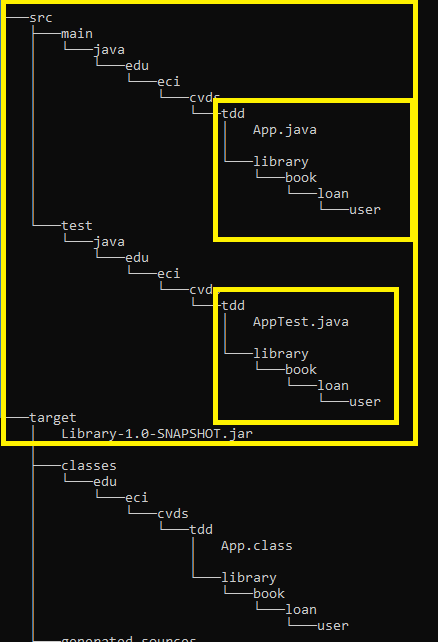 src
main
java
edu
eci
cvds
tdd
App.java
library
book
loan
user
test
java
edu
eci
cvds
tdd
AppTest.java
library
book
loan
user
target
Library-1.0-SNAPSHOT.jar
classes
edu
eci
cvds
tdd
App.class
library
book
loan
user
generated-sources